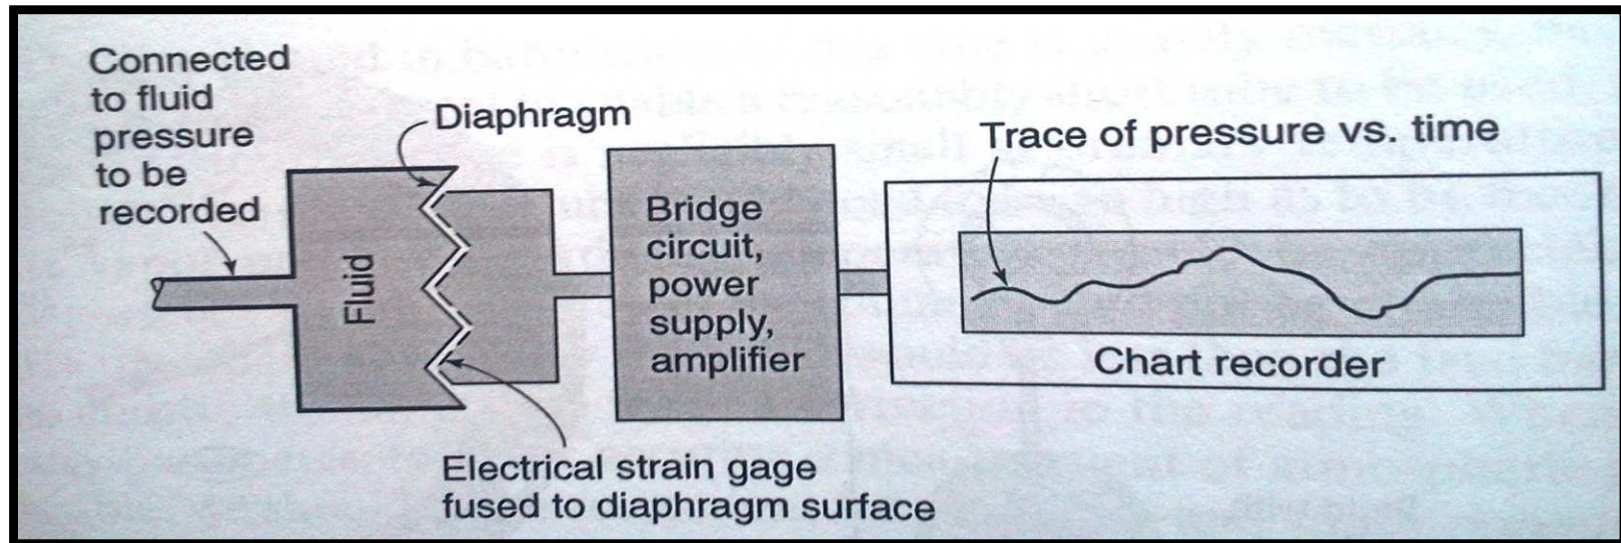 Connected
to fluid
pressure
to be
recorded
Diaphragm
Trace of pressure vs. time
Fluid
Bridge
circuit,
power
supply,
amplifier
Chart recorder
Electrical strain gage
fused to diaphragm surface